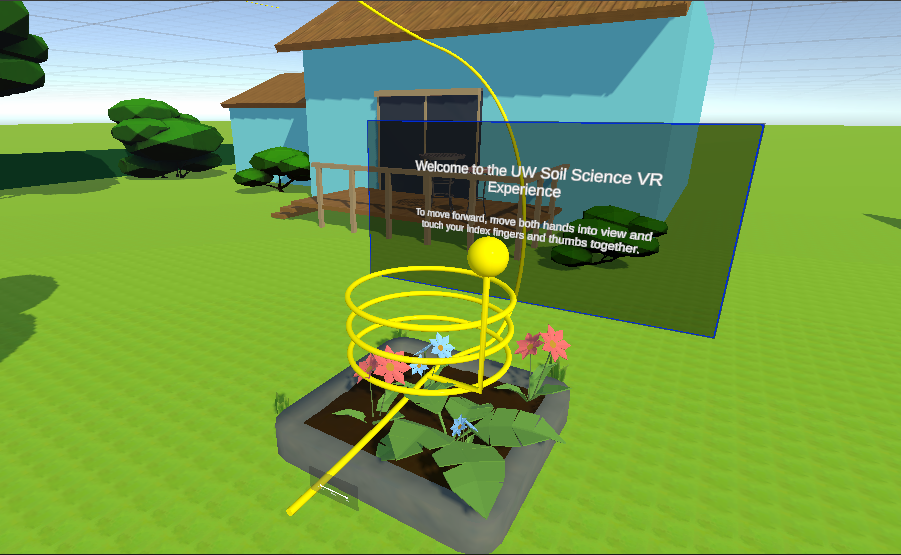 Welcome to the UW Soil Science VR
Experience
To move forward, move both hands into view and
touch your index fingers and thumbs together.